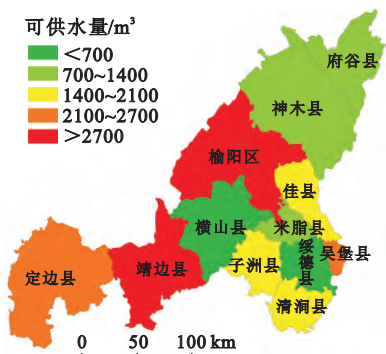 可供水量/m³
<700
700~1400
1400~2100
2100~2700
>2700
府谷县
神木县
榆阳区
佳县
横山县
米脂县
绥德县
吴堡县
定边县
靖边县
子洲县
清涧县
0 50 100 km